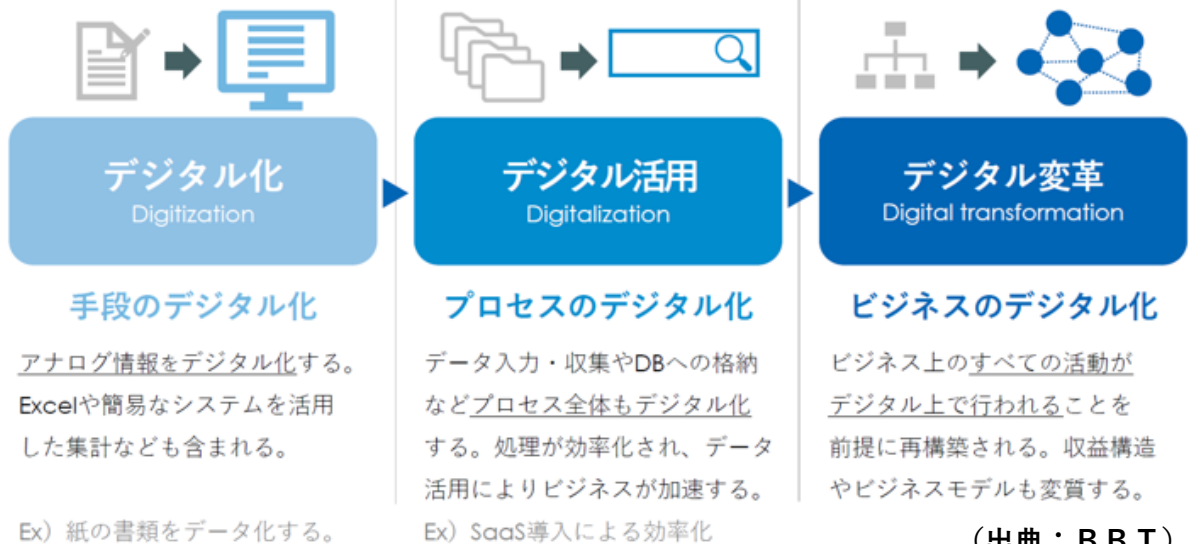 デジタル化
Digitization
手段のデジタル化
アナログ情報をデジタル化する。
Excelや簡易なシステムを活用
した集計なども含まれる。
Ex）紙の書類をデータ化する。
デジタル活用
Digitalization
プロセスのデジタル化
データ入力・収集やDBへの格納
などプロセス全体もデジタル化
する。処理が効率化され、データ
活用によりビジネスが加速する。
Ex）SaaS導入による効率化
デジタル変革
Digital transformation
ビジネスのデジタル化
ビジネス上のすべての活動が
デジタル上で行われることを
前提に再構築される。収益構造
やビジネスモデルも変質する。
（出典：ＢＢＴ）